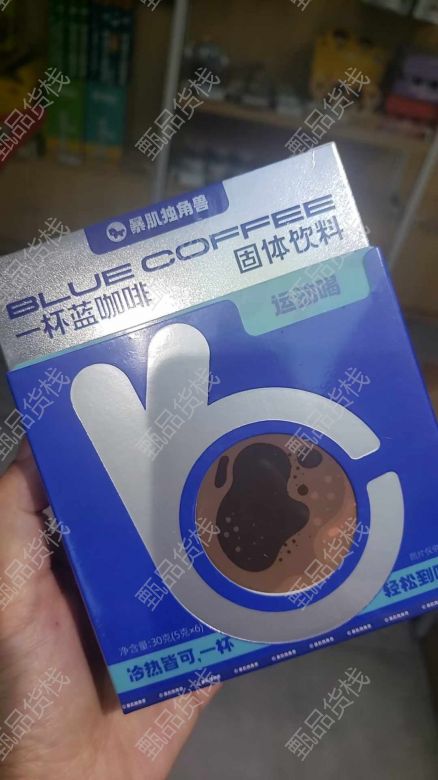 暴肌独角兽
BLUE COFFEE
一杯蓝咖啡
固体饮料
运动喝
净含量:30克(5克×6)
轻松到
冷热皆可,一杯
甄品货栈